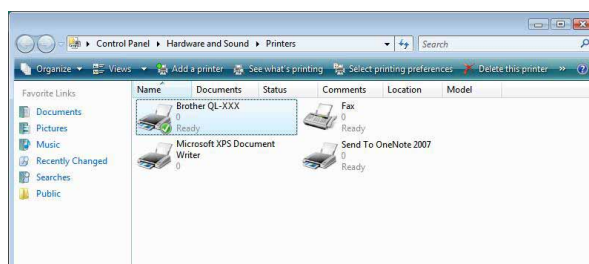 Control Panel ▸ Hardware and Sound ▸ Printers
Search
Organize Views Add a printer See what's printing Select printing preferences Delete this printer »
Favorite Links
Documents
Pictures
Music
Recently Changed
Searches
Public
Name Documents Status Comments Location Model
Brother QL-XXX
0
Ready
Fax
0
Ready
Microsoft XPS Document
Writer
0
Send To OneNote 2007
0
Ready